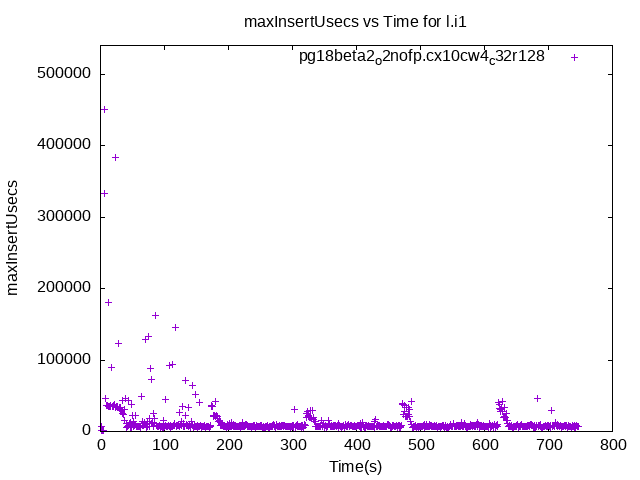 maxInsertUsecs vs Time for l.i1
pg18beta2_o2nofp.cx10cw4_c32r128
500000
400000
300000
200000
100000
0
maxInsertUsecs
0 100 200 300 400 500 600 700 800
Time(s)